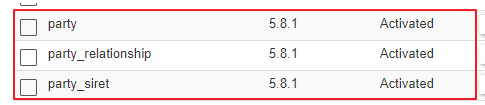 party 5.8.1 Activated
party_relationship 5.8.1 Activated
party_siret 5.8.1 Activated